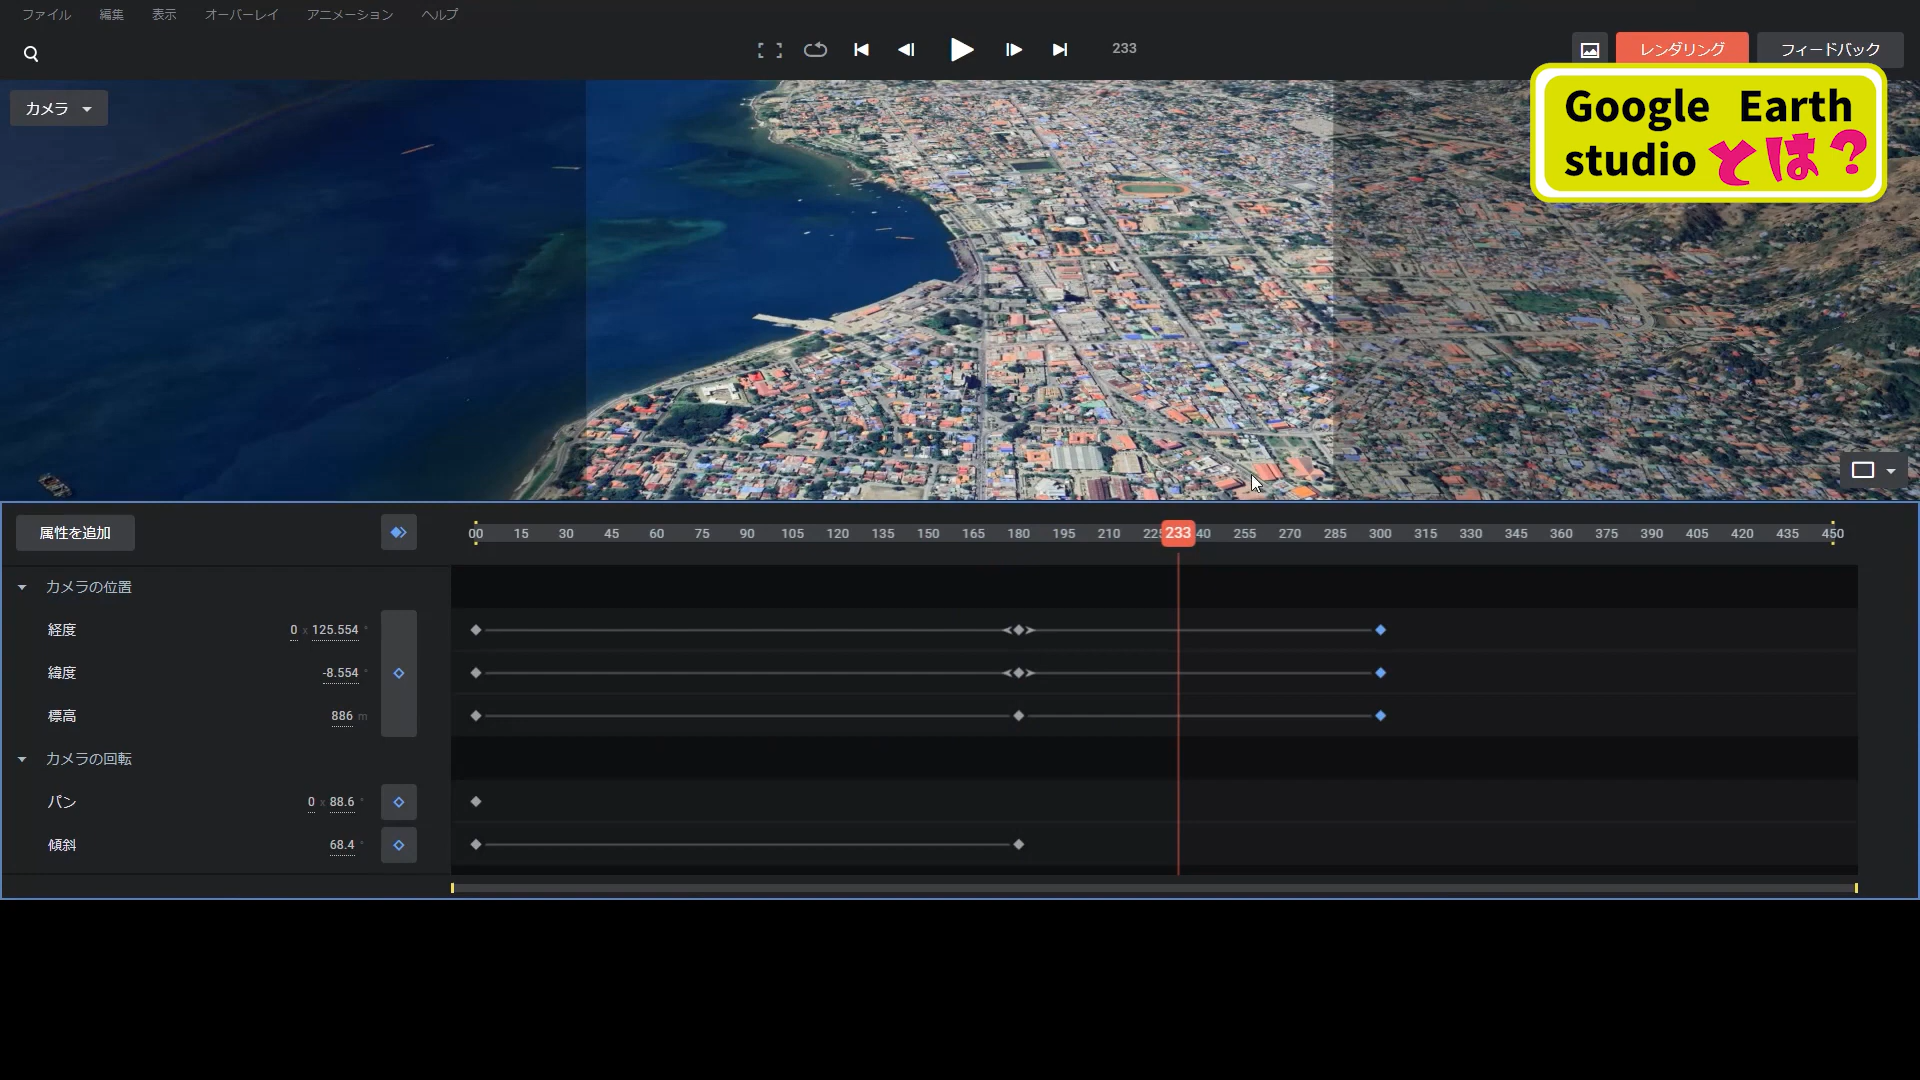 ファイル 編集 表示 オーバーレイ アニメーション ヘルプ
233
レンダリング フィードバック
カメラ
Google Earth
studio とは?
属性を追加
00 15 30 45 60 75 90 105 120 135 150 165 180 195 210 225 233 40 255 270 285 300 315 330 345 360 375 390 405 420 435 450
カメラの位置
経度 0 x 125.554 °
緯度 -8.554 °
標高 886 m
カメラの回転
パン 0 x 88.6 °
傾斜 68.4 °